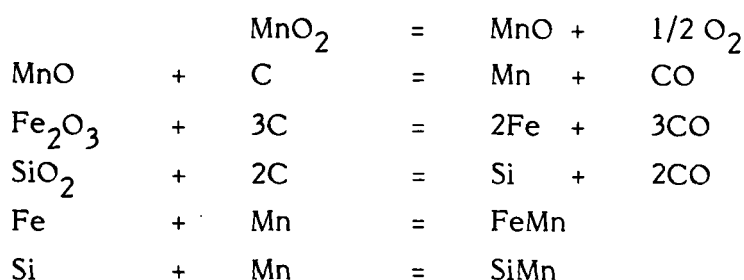 MnO₂ = MnO + 1/2 O₂
MnO + C = Mn + CO
Fe₂O₃ + 3C = 2Fe + 3CO
SiO₂ + 2C = Si + 2CO
Fe + Mn = FeMn
Si + Mn = SiMn